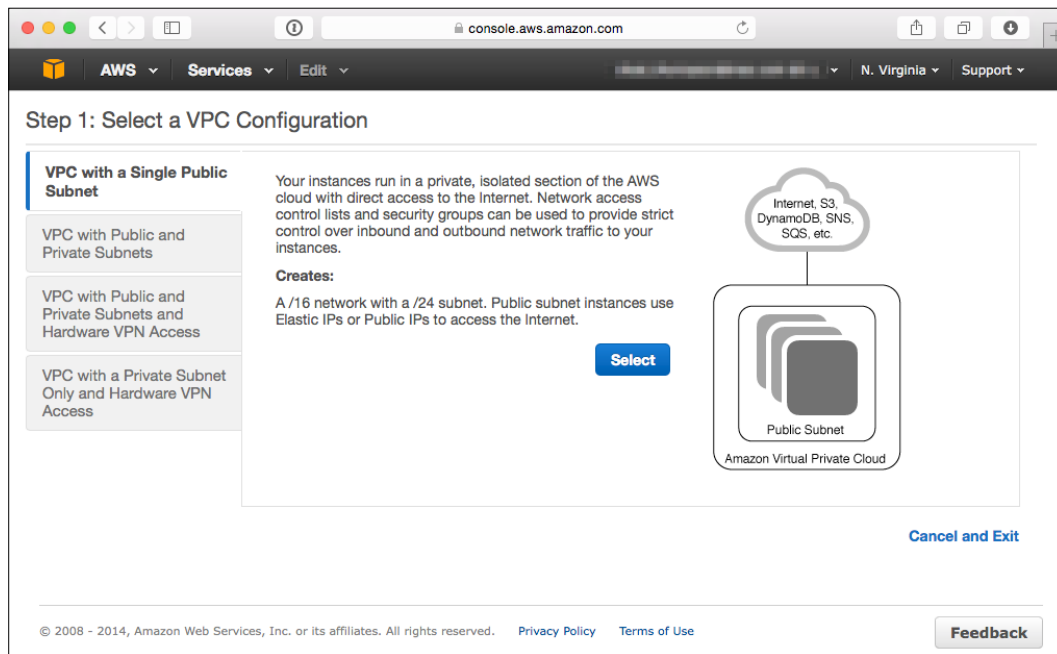 console.aws.amazon.com
AWS Services Edit N. Virginia Support
Step 1: Select a VPC Configuration
VPC with a Single Public
Subnet
VPC with Public and
Private Subnets
VPC with Public and
Private Subnets and
Hardware VPN Access
VPC with a Private Subnet
Only and Hardware VPN
Access
Your instances run in a private, isolated section of the AWS
cloud with direct access to the Internet. Network access
control lists and security groups can be used to provide strict
control over inbound and outbound network traffic to your
instances.
Creates:
A /16 network with a /24 subnet. Public subnet instances use
Elastic IPs or Public IPs to access the Internet.
Select
Internet, S3,
DynamoDB, SNS,
SQS, etc.
Public Subnet
Amazon Virtual Private Cloud
Cancel and Exit
© 2008 - 2014, Amazon Web Services, Inc. or its affiliates. All rights reserved. Privacy Policy Terms of Use
Feedback